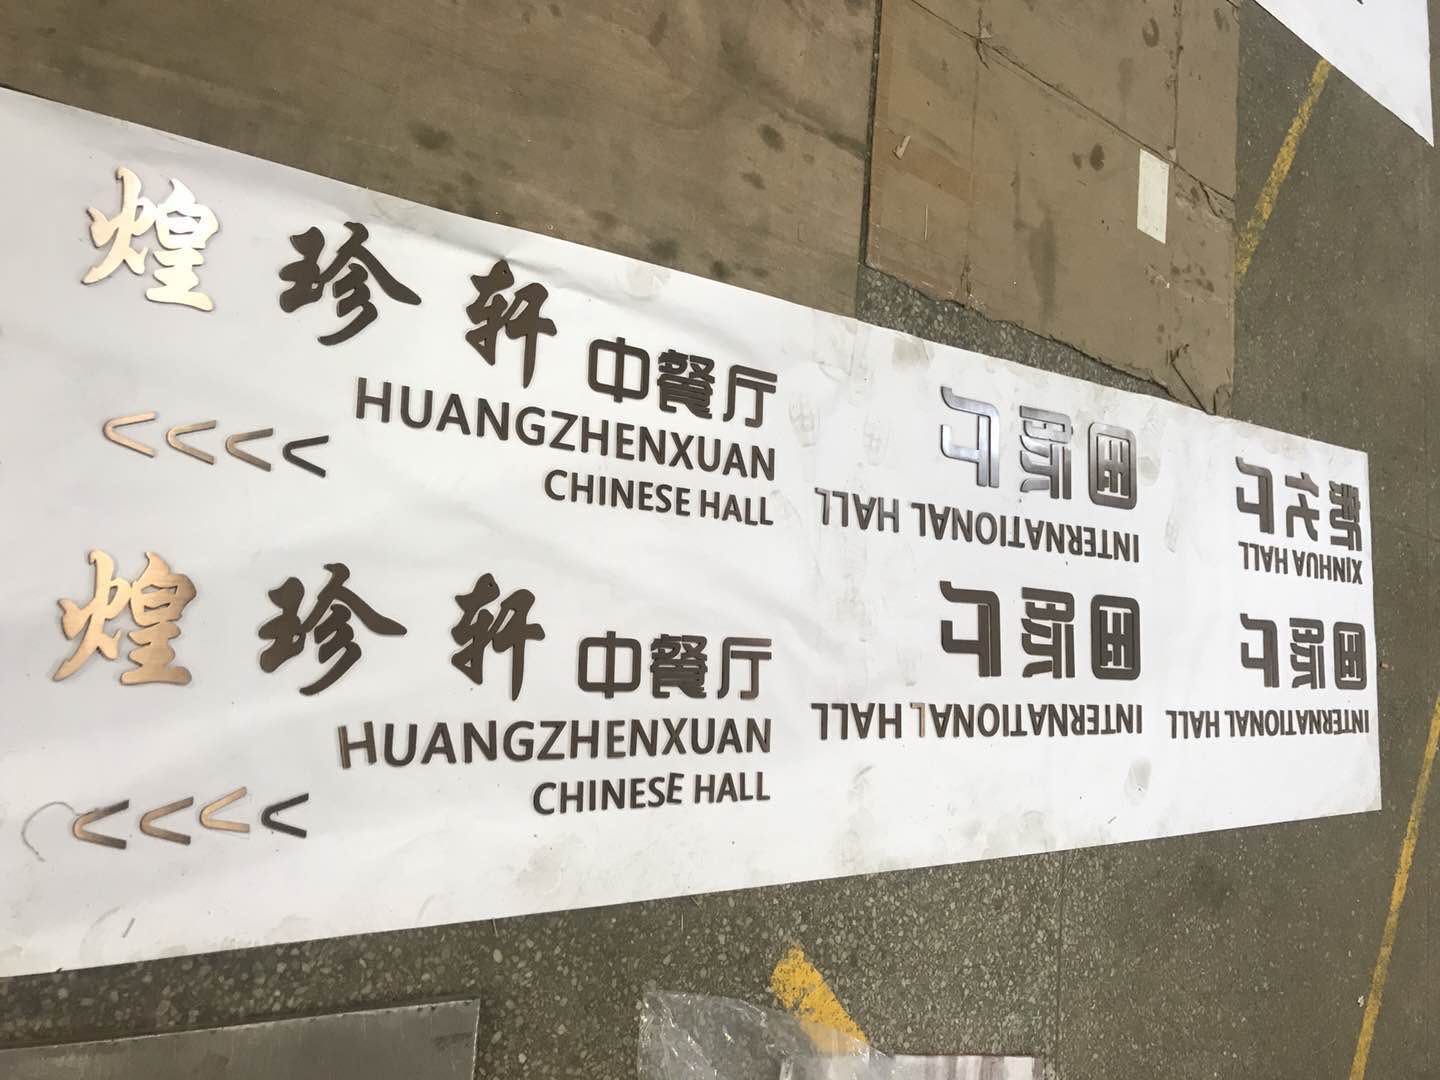 煌珍轩中餐厅
HUANGZHENXUAN
CHINESE HALL
煌珍轩中餐厅
HUANGZHENXUAN
CHINESE HALL
国际厅
INTERNATIONAL HALL
国际厅
INTERNATIONAL HALL
新化厅
XINHUA HALL
国际厅
INTERNATIONAL HALL